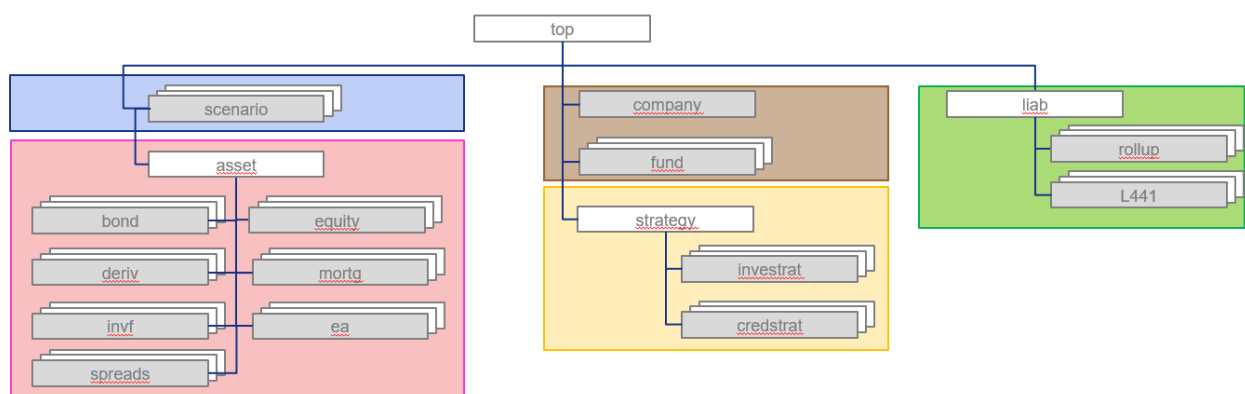 top
scenario
asset
bond
equity
deriv
mortg
invf
ea
spreads
company
fund
strategy
investrat
credstrat
liab
rollup
L441